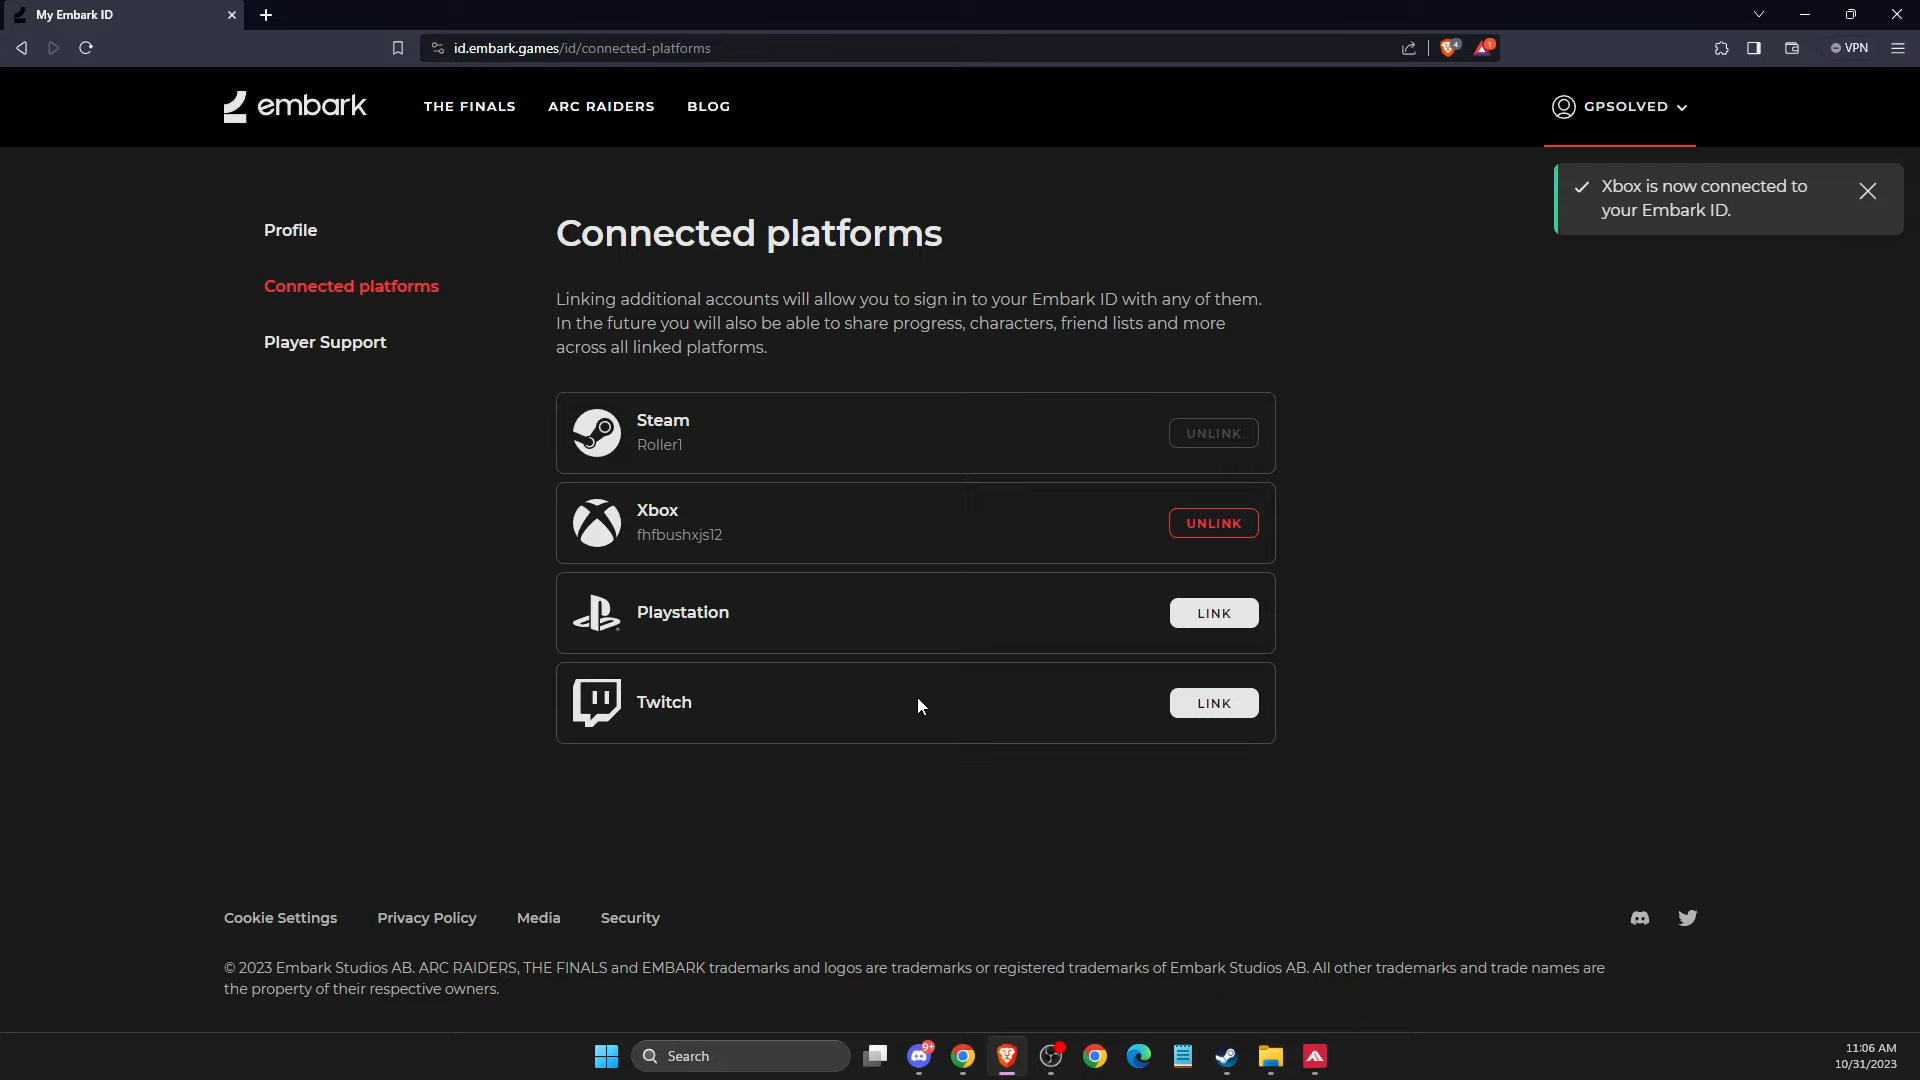 My Embark ID
id.embark.games/id/connected-platforms
4
1
VPN
embark
THE FINALS
ARC RAIDERS
BLOG
GPSOLVED
Xbox is now connected to
your Embark ID.
Profile
Connected platforms
Player Support
Connected platforms
Linking additional accounts will allow you to sign in to your Embark ID with any of them.
In the future you will also be able to share progress, characters, friend lists and more
across all linked platforms.
Steam
Roller1
UNLINK
Xbox
fhfbushxjs12
UNLINK
Playstation
LINK
Twitch
LINK
Cookie Settings
Privacy Policy
Media
Security
© 2023 Embark Studios AB. ARC RAIDERS, THE FINALS and EMBARK trademarks and logos are trademarks or registered trademarks of Embark Studios AB. All other trademarks and trade names are
the property of their respective owners.
Search
9+
11:06 AM
10/31/2023